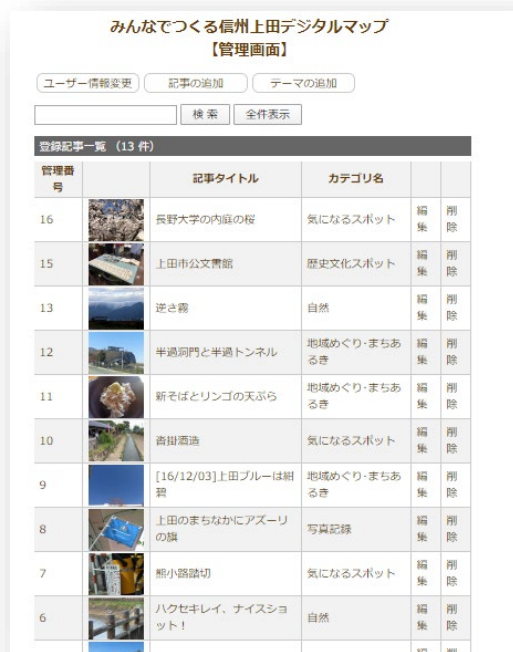 みんなでつくる信州上田デジタルマップ
【管理画面】
ユーザー情報変更 記事の追加 テーマの追加
検 索 全件表示
登録記事一覧 （13 件）
管理番
号
記事タイトル カテゴリ名
16 長野大学の内庭の桜 気になるスポット 編
集 削
除
15 上田市公文書館 歴史文化スポット 編
集 削
除
13 逆さ霧 自然 編
集 削
除
12 半過洞門と半過トンネル 地域めぐり･まちあ
るき 編
集 削
除
11 新そばとリンゴの天ぷら 地域めぐり･まちあ
るき 編
集 削
除
10 沓掛酒造 気になるスポット 編
集 削
除
9 [16/12/03]上田ブルーは紺
碧 地域めぐり･まちあ
るき 編
集 削
除
8 上田のまちなかにアズーリ
の旗 写真記録 編
集 削
除
7 熊小路踏切 気になるスポット 編
集 削
除
6 ハクセキレイ、ナイスショ
ット！ 自然 編
集 削
除